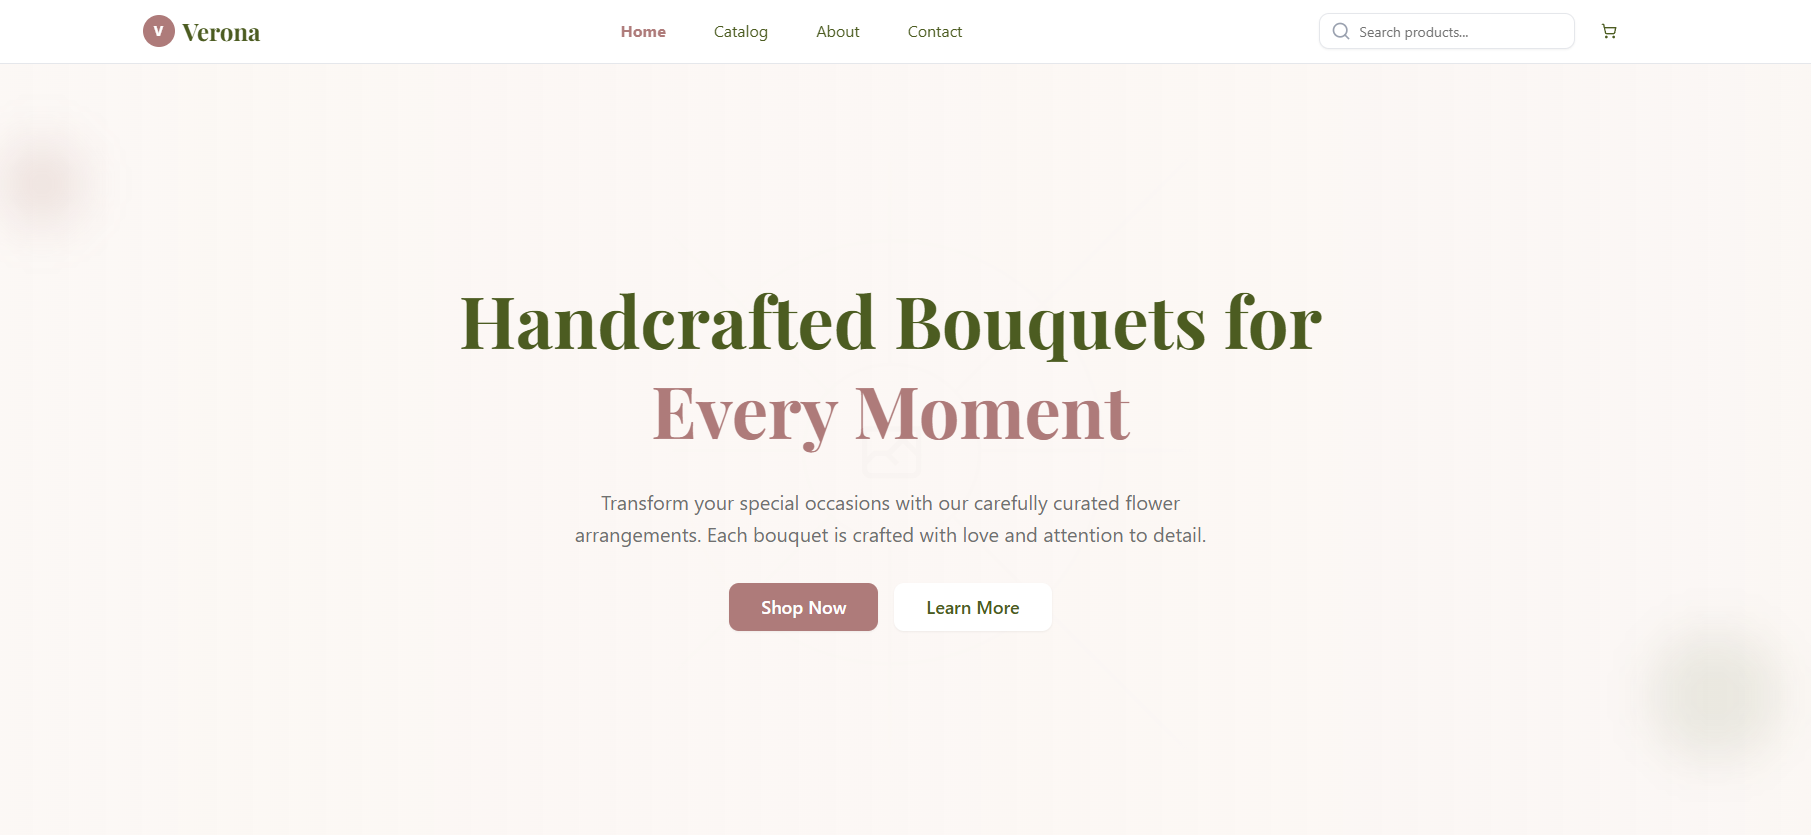 V Verona
Home Catalog About Contact
Search products...
Handcrafted Bouquets for
Every Moment
Transform your special occasions with our carefully curated flower
arrangements. Each bouquet is crafted with love and attention to detail.
Shop Now Learn More